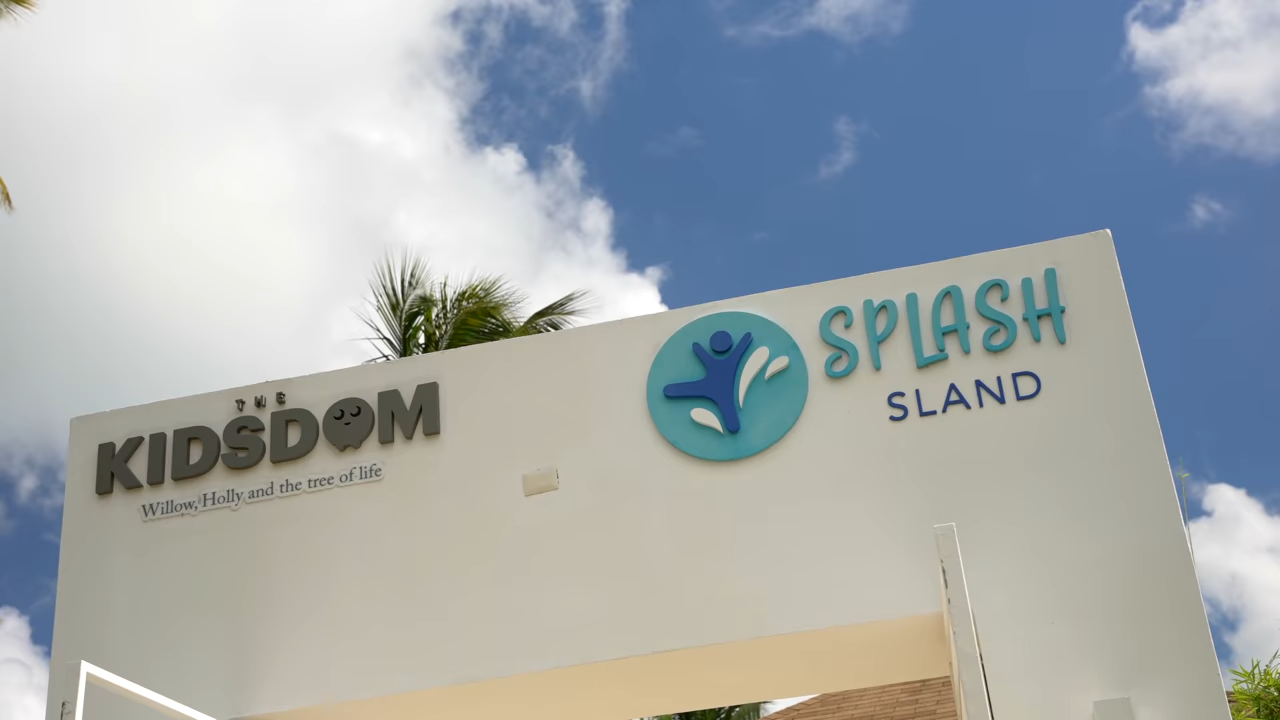 THE
KIDSDOM
Willow, Holly and the tree of life
SPLASH
SLAND